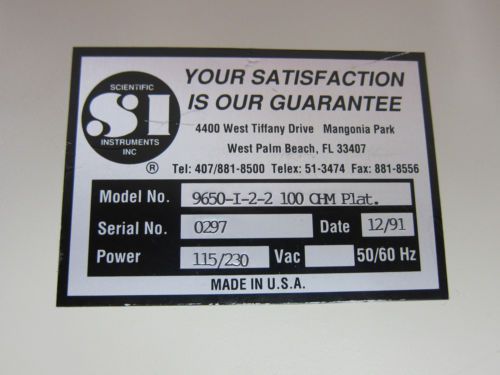 SCIENTIFIC
SI
INSTRUMENTS
INC
®
YOUR SATISFACTION
IS OUR GUARANTEE
4400 West Tiffany Drive Mangonia Park
West Palm Beach, FL 33407
Tel: 407/881-8500 Telex: 51-3474 Fax: 881-8556
Model No. 9650-I-2-2 100 OHM Plat.
Serial No. 0297 Date 12/91
Power 115/230 Vac 50/60 Hz
MADE IN U.S.A.